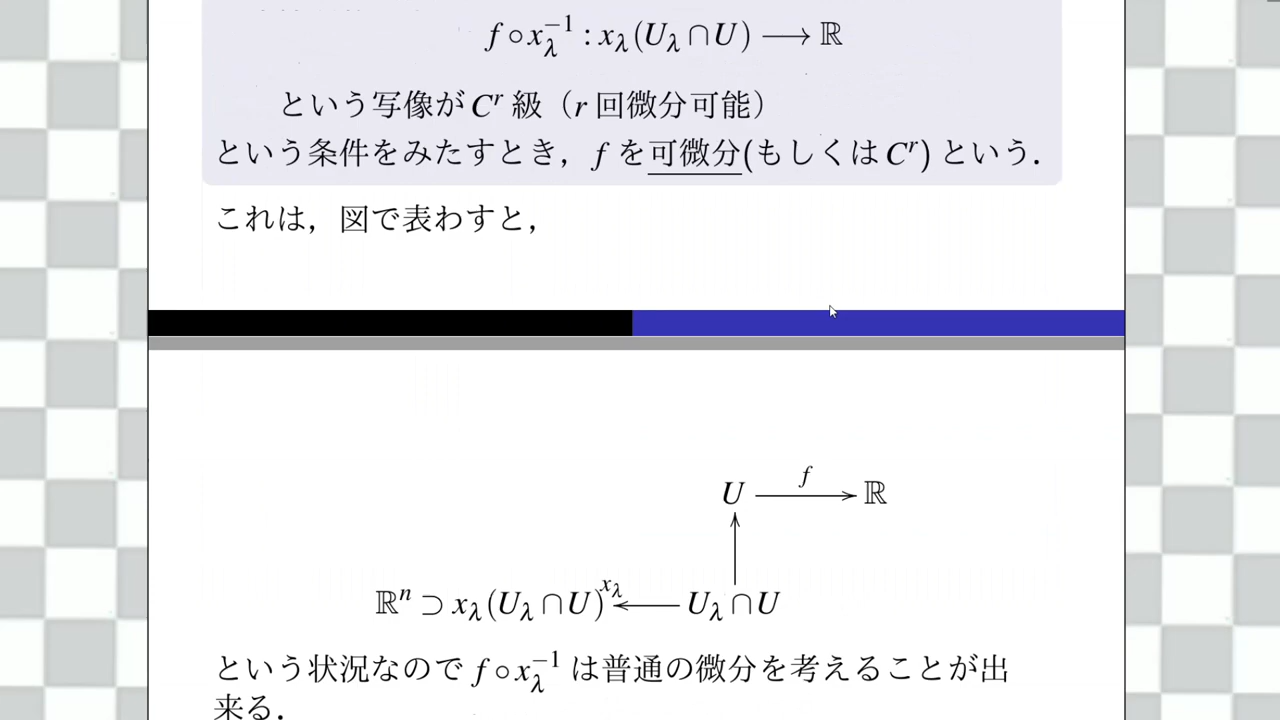 f∘x_λ^{-1} : x_λ(U_λ∩U) ⟶ ℝ
という写像がC^r 級（r 回微分可能）
という条件をみたすとき，f を可微分(もしくはC^r) という．
これは，図で表わすと，
U ⟶ ℝ
f
ℝ^n ⊃ x_λ(U_λ∩U) ⟵ U_λ∩U
x_λ
という状況なので f∘x_λ^{-1} は普通の微分を考えることが出
来る．